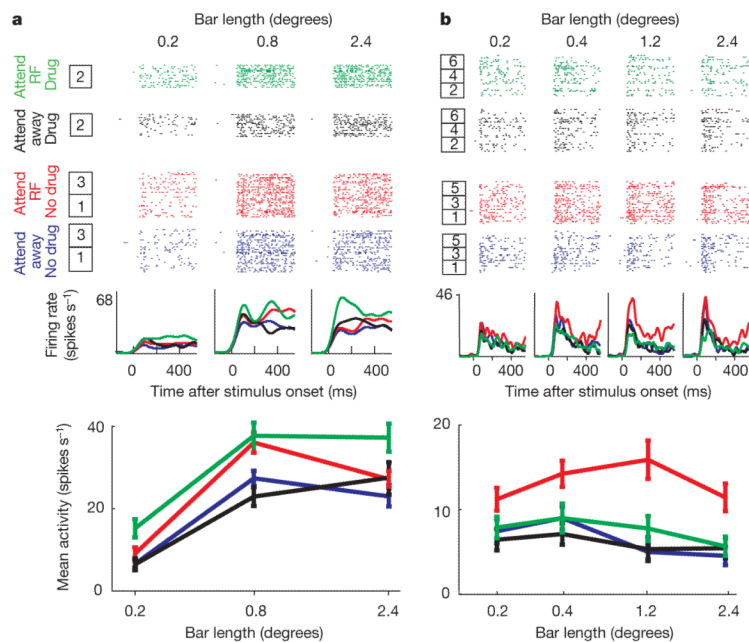 a
Bar length (degrees)
0.2 0.8 2.4
Attend RF Drug
2
Attend away Drug
2
Attend RF No drug
3
1
Attend away No drug
3
1
68
Firing rate (spikes s⁻¹)
0 400 0 400 0 400
Time after stimulus onset (ms)
Mean activity (spikes s⁻¹)
40
20
0
0.2 0.8 2.4
Bar length (degrees)
b
Bar length (degrees)
0.2 0.4 1.2 2.4
6
4
2
6
4
2
5
3
1
5
3
1
46
0 400 0 400 0 400 0 400
Time after stimulus onset (ms)
20
10
0
0.2 0.4 1.2 2.4
Bar length (degrees)